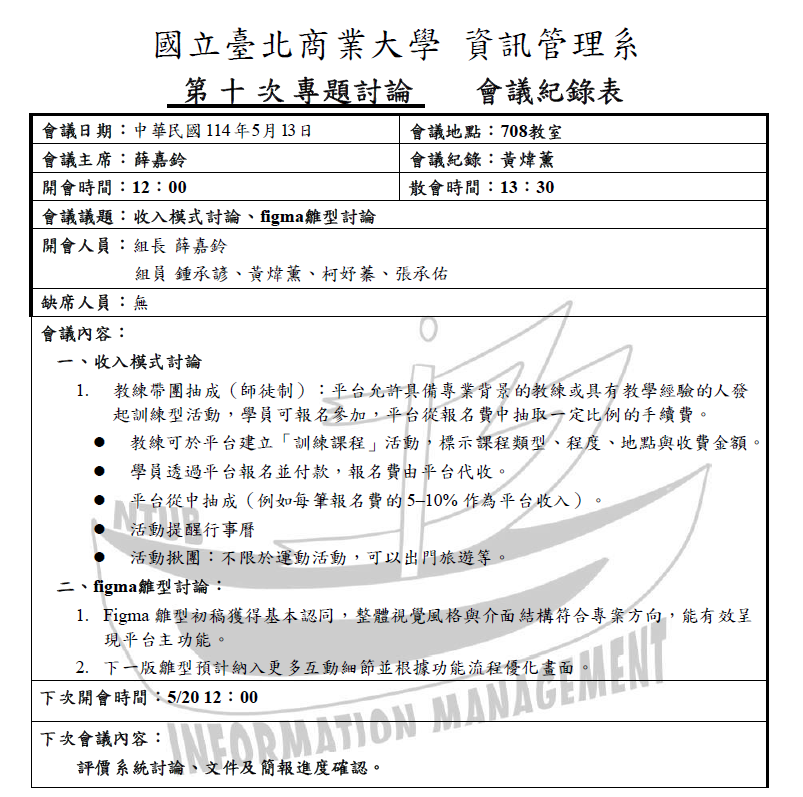 國立臺北商業大學 資訊管理系
第 十 次 專題討論 會議紀錄表
會議日期：中華民國 114 年 5 月 13 日 會議地點：708教室
會議主席：薛嘉鈴 會議紀錄：黃煒薰
開會時間：12：00 散會時間：13：30
會議議題：收入模式討論、figma雛型討論
開會人員：組長 薛嘉鈴
組員 鍾承諺、黃煒薰、柯妤蓁、張承佑
缺席人員：無
會議內容：
一、收入模式討論
1. 教練帶團抽成（師徒制）：平台允許具備專業背景的教練或具有教學經驗的人發
起訓練型活動，學員可報名參加，平台從報名費中抽取一定比例的手續費。
● 教練可於平台建立「訓練課程」活動，標示課程類型、程度、地點與收費金額。
● 學員透過平台報名並付款，報名費由平台代收。
● 平台從中抽成（例如每筆報名費的 5–10% 作為平台收入）。
● 活動提醒行事曆
● 活動揪團：不限於運動活動，可以出門旅遊等。
二、figma雛型討論：
1. Figma 雛型初稿獲得基本認同，整體視覺風格與介面結構符合專案方向，能有效呈
現平台主功能。
2. 下一版雛型預計納入更多互動細節並根據功能流程優化畫面。
下次開會時間：5/20 12：00
下次會議內容：
評價系統討論、文件及簡報進度確認。
NTUB
INFORMATION MANAGEMENT